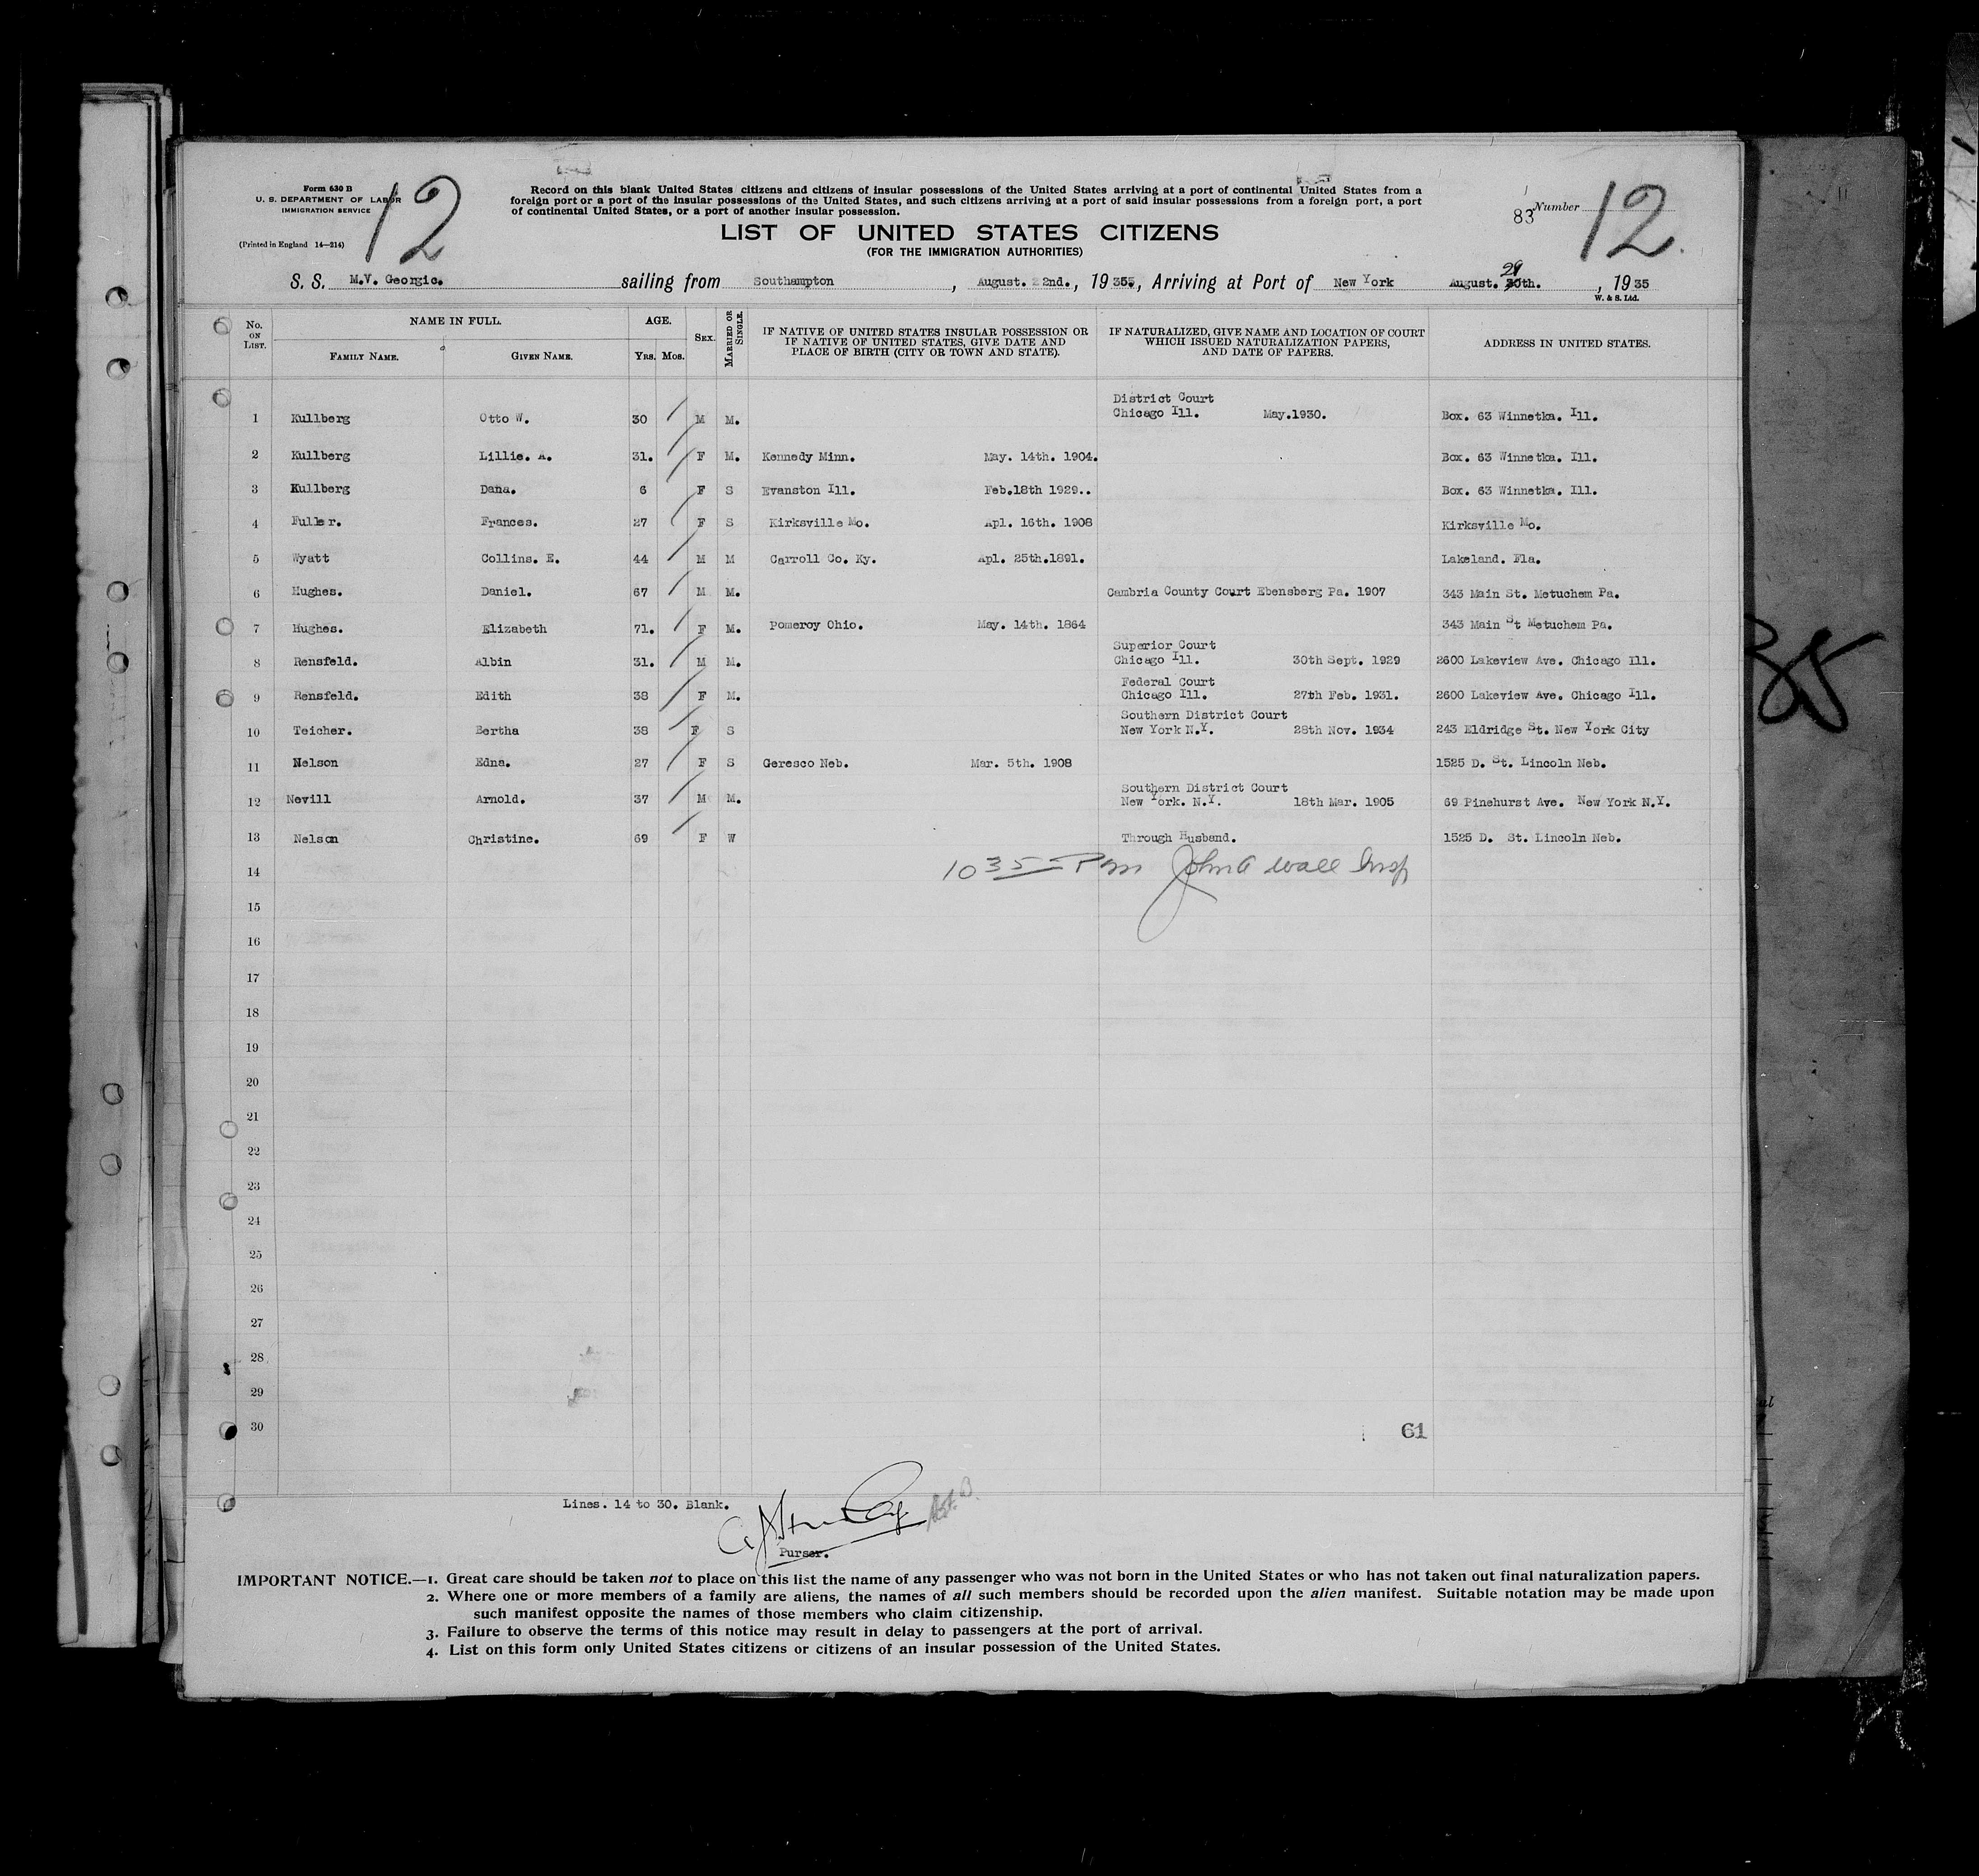 Form 630 B
U. S. DEPARTMENT OF LABOR
IMMIGRATION SERVICE
(Printed in England 14—214)
12
Record on this blank United States citizens and citizens of insular possessions of the United States arriving at a port of continental United States from a
foreign port or a port of the insular possessions of the United States, and such citizens arriving at a port of said insular possessions from a foreign port, a port
of continental United States, or a port of another insular possession.
83 Number 12.
LIST OF UNITED STATES CITIZENS
(FOR THE IMMIGRATION AUTHORITIES)
S. S. M.V. Georgic. sailing from Southampton, August. 22nd., 1935., Arriving at Port of New York August. 30th. 29, 1935
W. & S. Ltd.
No. ON LIST. NAME IN FULL. FAMILY NAME. GIVEN NAME. AGE. YRS. MOS. SEX. MARRIED OR SINGLE. IF NATIVE OF UNITED STATES INSULAR POSSESSION OR IF NATIVE OF UNITED STATES, GIVE DATE AND PLACE OF BIRTH (CITY OR TOWN AND STATE). IF NATURALIZED, GIVE NAME AND LOCATION OF COURT WHICH ISSUED NATURALIZATION PAPERS, AND DATE OF PAPERS. ADDRESS IN UNITED STATES.
1 Kullberg Otto W. 30 M M. District Court Chicago Ill. May.1930. Box. 63 Winnetka. Ill.
2 Kullberg Lillie. A. 31. F M. Kennedy Minn. May. 14th. 1904. Box. 63 Winnetka. Ill.
3 Kullberg Dana. 6 F S Evanston Ill. Feb.18th 1929.. Box. 63 Winnetka. Ill.
4 Fuller. Frances. 27 F S Kirksville Mo. Apl. 16th. 1908 Kirksville Mo.
5 Wyatt Collins. E. 44 M M Carroll Co. Ky. Apl. 25th.1891. Lakeland. Fla.
6 Hughes. Daniel. 67 M M. Cambria County Court Ebensberg Pa. 1907 343 Main St. Metuchem Pa.
7 Hughes. Elizabeth 71. F M. Pomeroy Ohio. May. 14th. 1864 343 Main St Metuchem Pa.
8 Rensfeld. Albin 31. M M. Superior Court Chicago Ill. 30th Sept. 1929 2600 Lakeview Ave. Chicago Ill.
9 Rensfeld. Edith 38 F M. Federal Court Chicago Ill. 27th Feb. 1931. 2600 Lakeview Ave. Chicago Ill.
10 Teicher. Bertha 38 F S Southern District Court New York N.Y. 28th Nov. 1934 243 Eldridge St. New York City
11 Nelson Edna. 27 F S Geresco Neb. Mar. 5th. 1908 1525 D. St. Lincoln Neb.
12 Nevill Arnold. 37 M M. Southern District Court New York. N.Y. 18th Mar. 1905 69 Pinehurst Ave. New York N.Y.
13 Nelson Christine. 69 F W Through Husband. 1525 D. St. Lincoln Neb.
14 10 35 Pm John A Wall Insp
15
16
17
18
19
20
21
22
23
24
25
26
27
28
29
30
61
Lines. 14 to 30. Blank.
Purser.
IMPORTANT NOTICE.—1. Great care should be taken not to place on this list the name of any passenger who was not born in the United States or who has not taken out final naturalization papers.
2. Where one or more members of a family are aliens, the names of all such members should be recorded upon the alien manifest. Suitable notation may be made upon
such manifest opposite the names of those members who claim citizenship.
3. Failure to observe the terms of this notice may result in delay to passengers at the port of arrival.
4. List on this form only United States citizens or citizens of an insular possession of the United States.